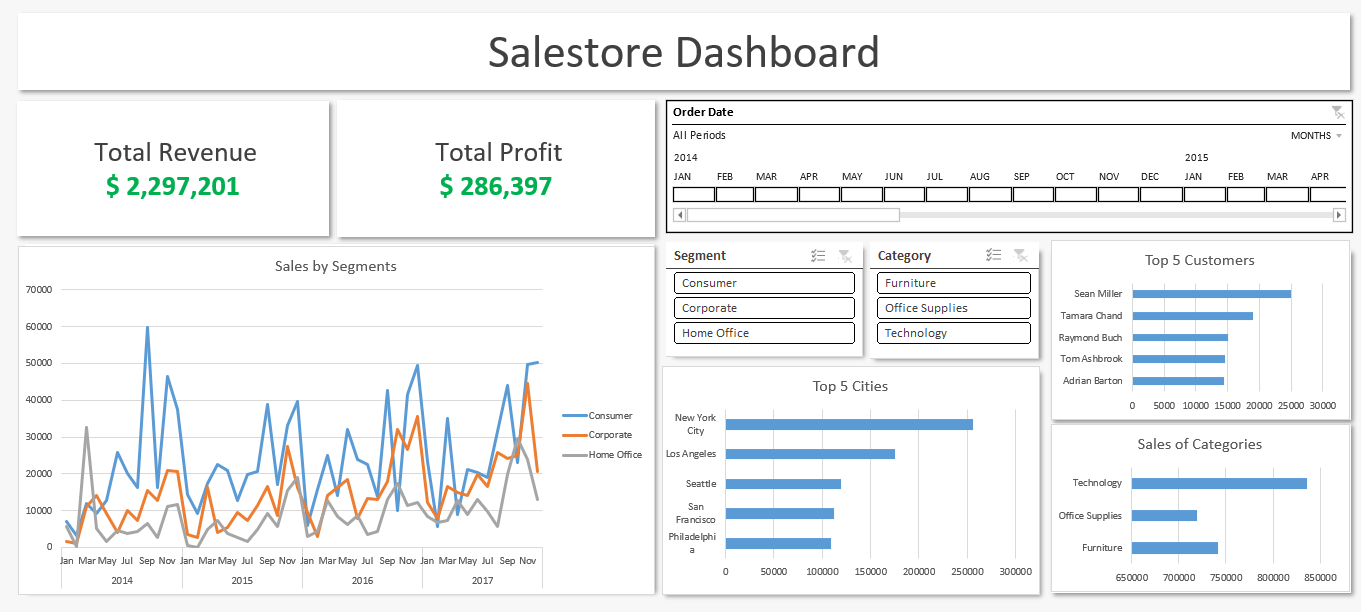 Salestore Dashboard
Total Revenue
$ 2,297,201
Total Profit
$ 286,397
Order Date
All Periods
MONTHS
2014 2015
JAN FEB MAR APR MAY JUN JUL AUG SEP OCT NOV DEC JAN FEB MAR APR
Sales by Segments
70000
60000
50000
40000
30000
20000
10000
0
Jan Mar May Jul Sep Nov Jan Mar May Jul Sep Nov Jan Mar May Jul Sep Nov Jan Mar May Jul Sep Nov
2014 2015 2016 2017
Consumer
Corporate
Home Office
Segment
Consumer
Corporate
Home Office
Category
Furniture
Office Supplies
Technology
Top 5 Customers
Sean Miller
Tamara Chand
Raymond Buch
Tom Ashbrook
Adrian Barton
0 5000 10000 15000 20000 25000 30000
Top 5 Cities
New York
City
Los Angeles
Seattle
San
Francisco
Philadelphi
a
0 50000 100000 150000 200000 250000 300000
Sales of Categories
Technology
Office Supplies
Furniture
650000 700000 750000 800000 850000